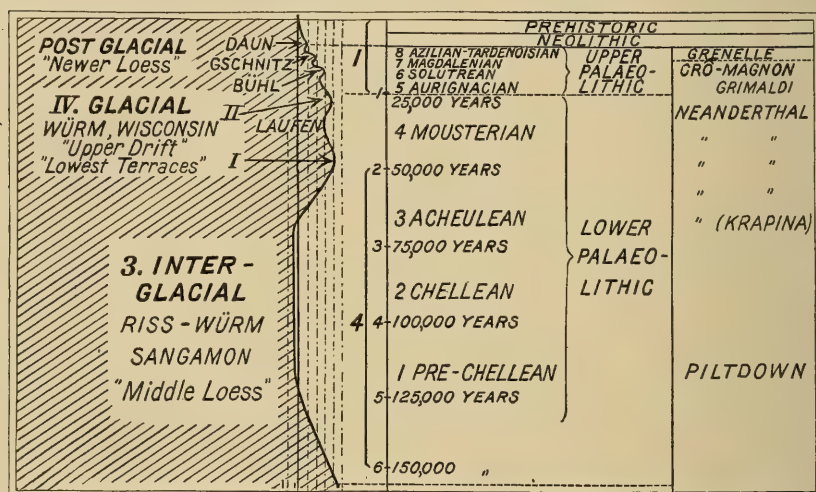 POST GLACIAL
"Newer Loess"
DAUN
GSCHNITZ
BÜHL
IV. GLACIAL
WÜRM, WISCONSIN
"Upper Drift"
"Lowest Terraces"
II
LAUFEN
I
3. INTER-
GLACIAL
RISS-WÜRM
SANGAMON
"Middle Loess"
1
4
PREHISTORIC
NEOLITHIC
8 AZILIAN-TARDENOISIAN
7 MAGDALENIAN
6 SOLUTREAN
5 AURIGNACIAN
1-25,000 YEARS
4 MOUSTERIAN
2-50,000 YEARS
3 ACHEULEAN
3-75,000 YEARS
2 CHELLEAN
4-100,000 YEARS
1 PRE-CHELLEAN
5-125,000 YEARS
6-150,000 "
UPPER
PALAEO-
LITHIC
LOWER
PALAEO-
LITHIC
GRENELLE
CRÔ-MAGNON
GRIMALDI
NEANDERTHAL
" "
" "
" "
" (KRAPINA)
PILTDOWN